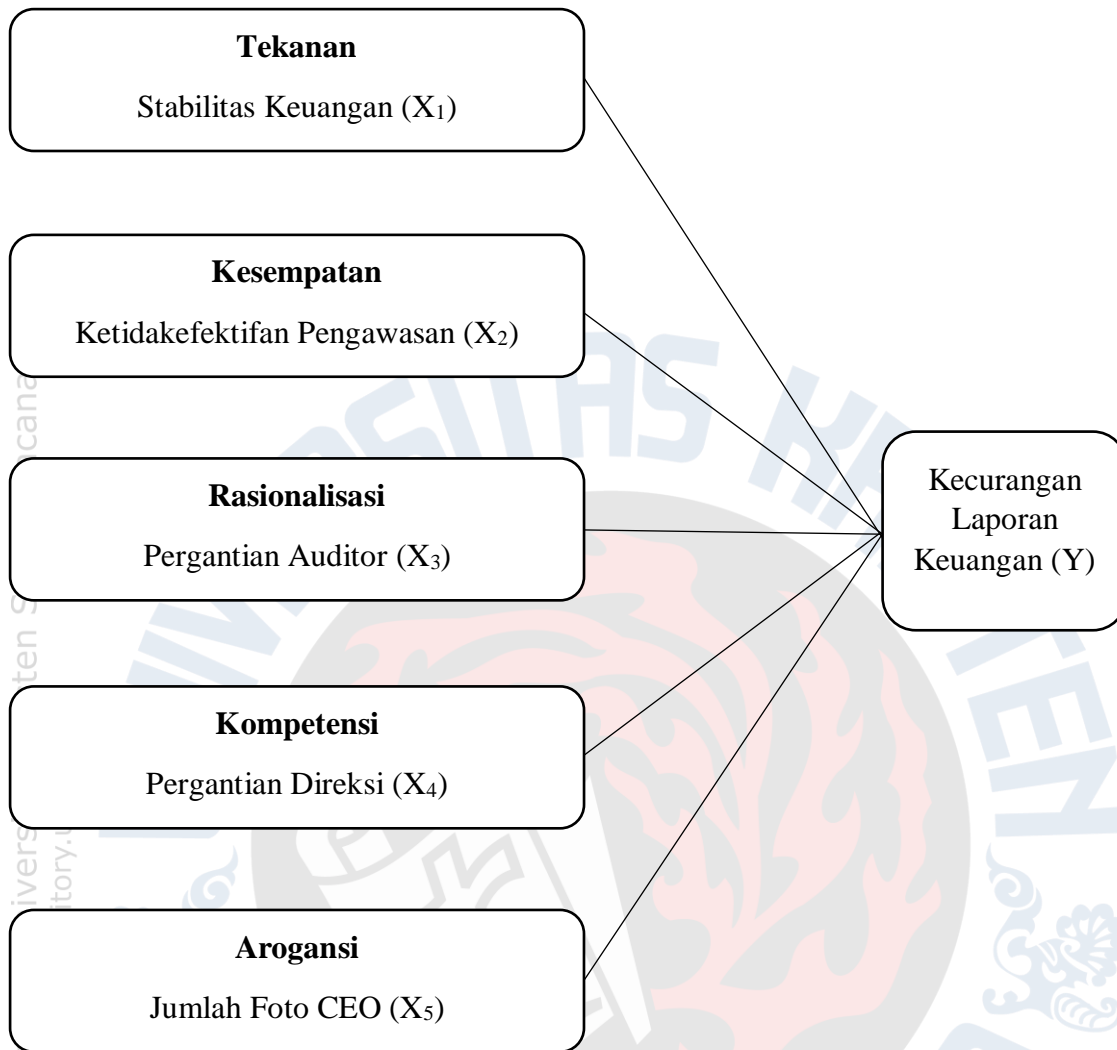 Tekanan
Stabilitas Keuangan (X₁)
Kesempatan
Ketidakefektifan Pengawasan (X₂)
Rasionalisasi
Pergantian Auditor (X₃)
Kompetensi
Pergantian Direksi (X₄)
Arogansi
Jumlah Foto CEO (X₅)
Kecurangan
Laporan
Keuangan (Y)